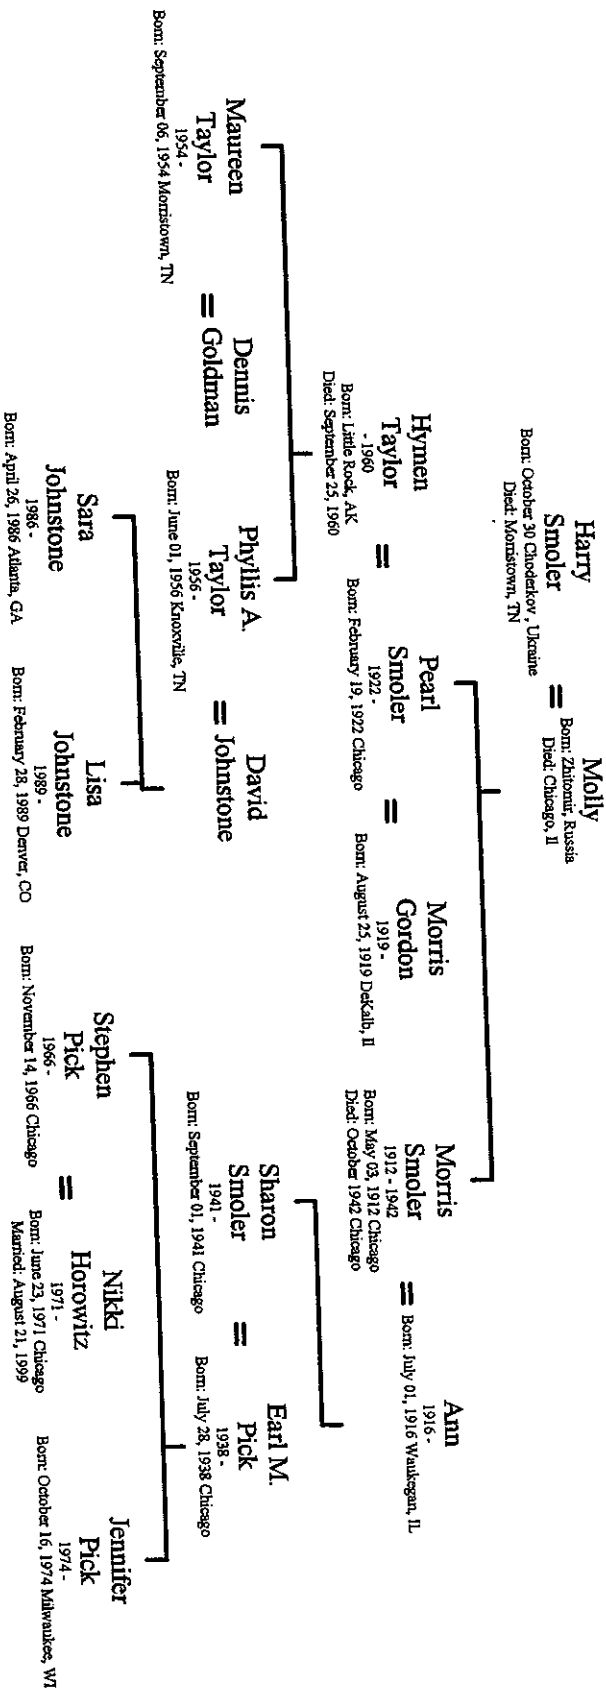 Harry
Smoler
Born: October 30 Choderkov , Ukraine
Died: Morristown, TN
=
Molly
Born: Zhitomir, Russia
Died: Chicago, Il
Hymen
Taylor
- 1960
Born: Little Rock, AK
Died: September 25, 1960
=
Pearl
Smoler
1922 -
Born: February 19, 1922 Chicago
=
Morris
Gordon
1919 -
Born: August 25, 1919 DeKalb, Il
Morris
Smoler
1912 - 1942
Born: May 03, 1912 Chicago
Died: October 1942 Chicago
=
Ann
1916 -
Born: July 01, 1916 Waukegan, IL
Maureen
Taylor
1954 -
Born: September 06, 1954 Morristown, TN
=
Dennis
Goldman
Phyllis A.
Taylor
1956 -
Born: June 01, 1956 Knoxville, TN
=
David
Johnstone
Sharon
Smoler
1941 -
Born: September 01, 1941 Chicago
=
Earl M.
Pick
1938 -
Born: July 28, 1938 Chicago
Sara
Johnstone
1986 -
Born: April 26, 1986 Atlanta, GA
Lisa
Johnstone
1989 -
Born: February 28, 1989 Denver, CO
Stephen
Pick
1966 -
Born: November 14, 1966 Chicago
=
Nikki
Horowitz
1971 -
Born: June 23, 1971 Chicago
Married: August 21, 1999
Jennifer
Pick
1974 -
Born: October 16, 1974 Milwaukee, WI